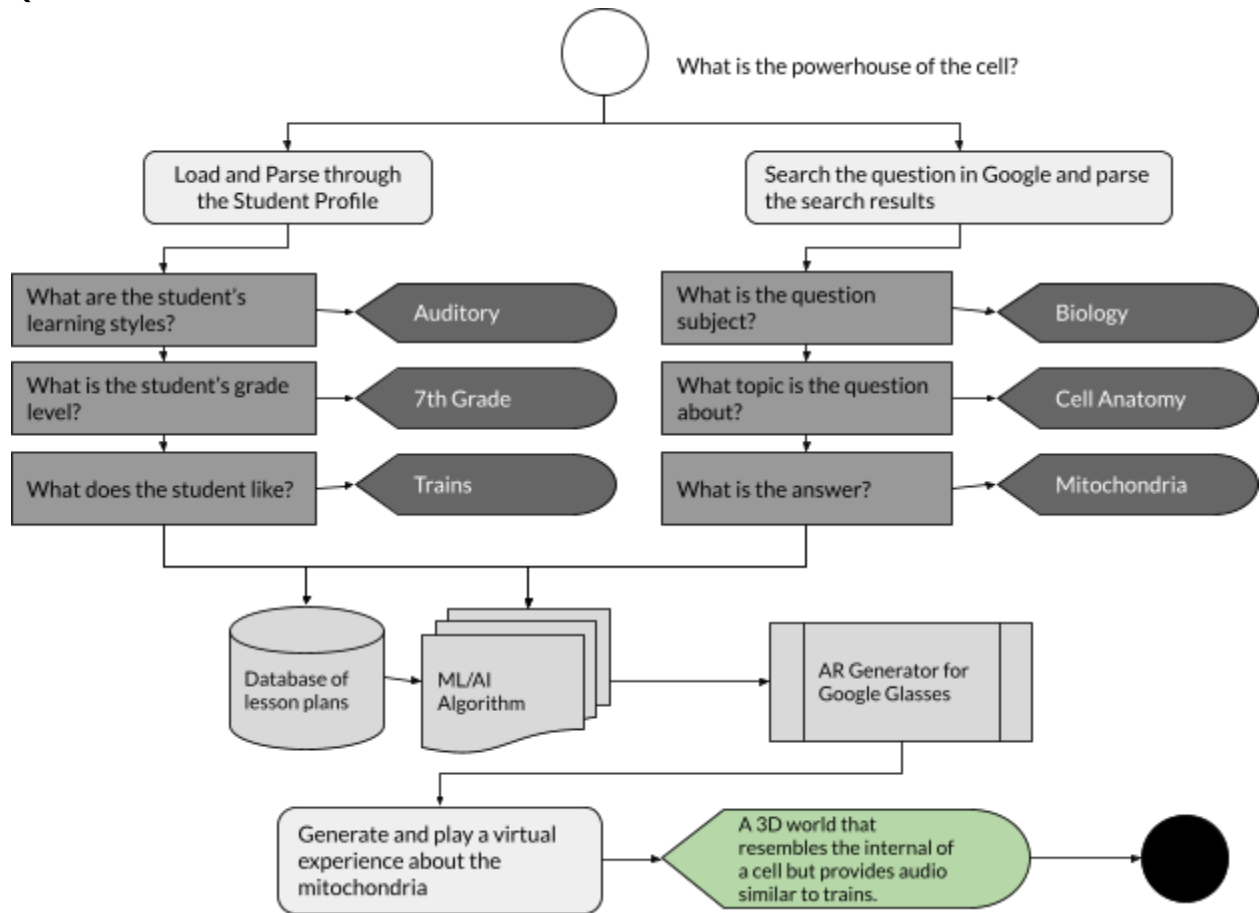 What is the powerhouse of the cell?
Load and Parse through
the Student Profile
Search the question in Google and parse
the search results
What are the student's
learning styles?
Auditory
What is the question
subject?
Biology
What is the student's grade
level?
7th Grade
What topic is the question
about?
Cell Anatomy
What does the student like?
Trains
What is the answer?
Mitochondria
Database of
lesson plans
ML/AI
Algorithm
AR Generator for
Google Glasses
Generate and play a virtual
experience about the
mitochondria
A 3D world that
resembles the internal of
a cell but provides audio
similar to trains.